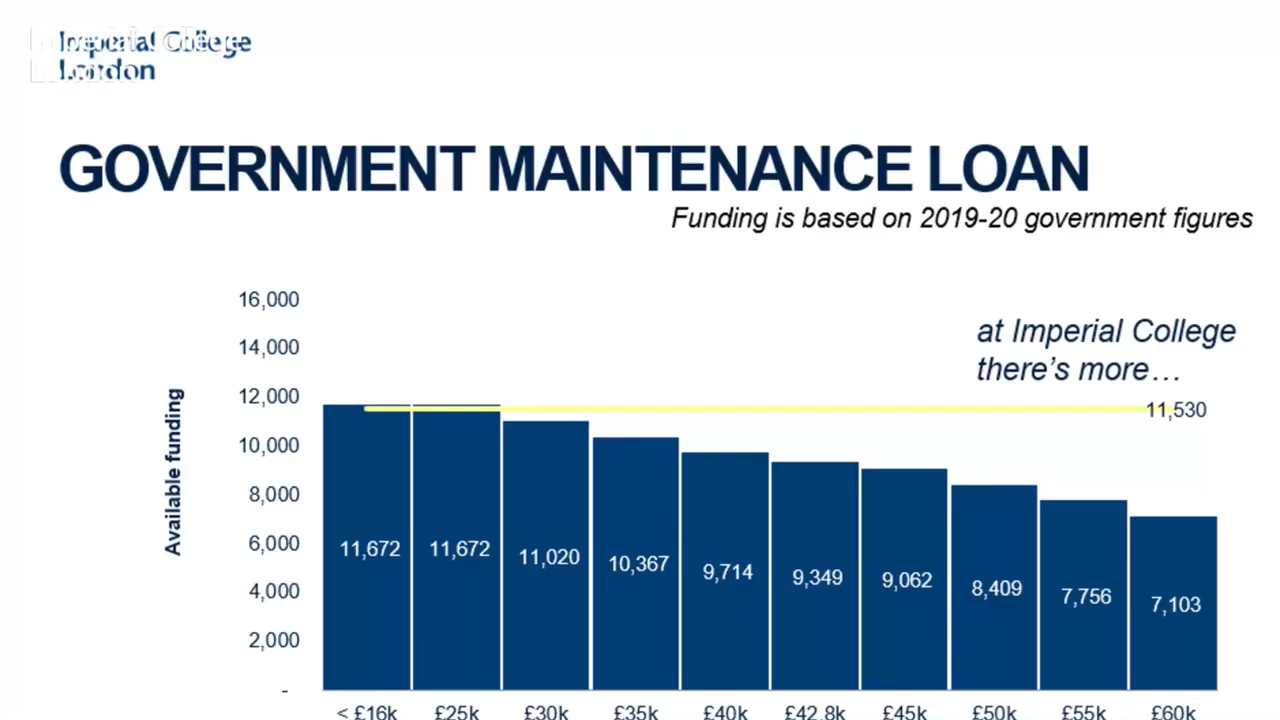 Imperial College
London
GOVERNMENT MAINTENANCE LOAN
Funding is based on 2019-20 government figures
at Imperial College
there's more…
Available funding
16,000
14,000
12,000
10,000
8,000
6,000
4,000
2,000
-
11,530
11,672 11,672 11,020 10,367 9,714 9,349 9,062 8,409 7,756 7,103
< £16k £25k £30k £35k £40k £42.8k £45k £50k £55k £60k